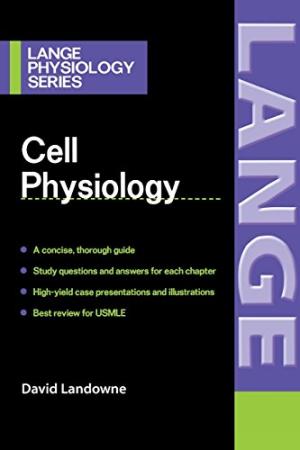 LANGE
PHYSIOLOGY
SERIES
LANGE
Cell
Physiology
A concise, thorough guide
Study questions and answers for each chapter
High-yield case presentations and illustrations
Best review for USMLE
David Landowne